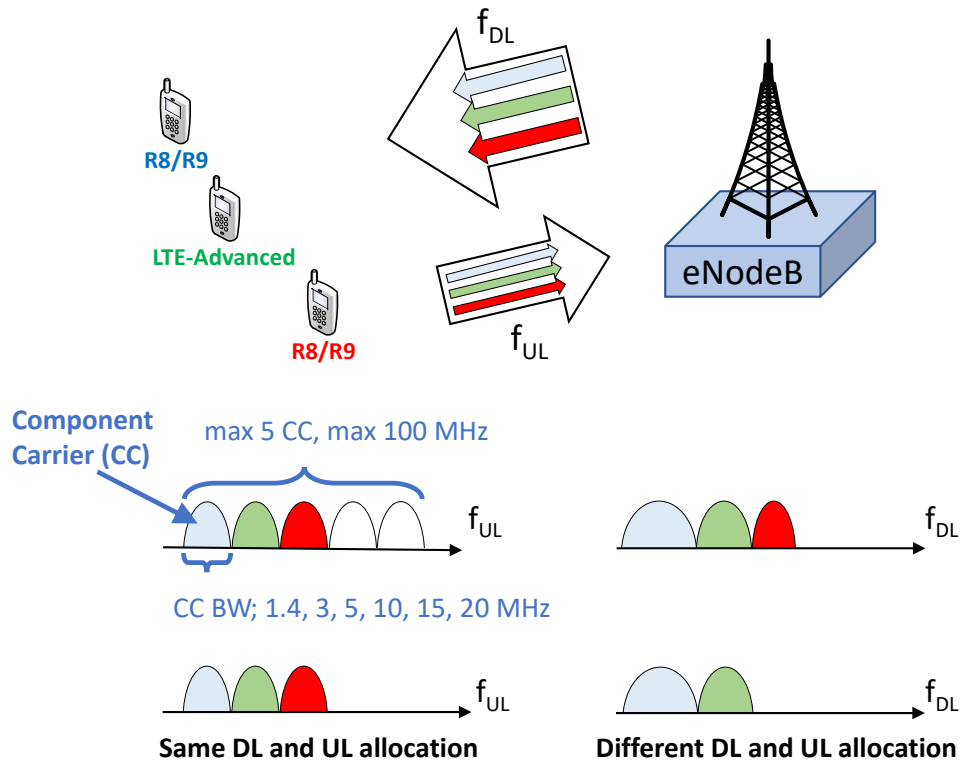 fDL
R8/R9
LTE-Advanced
eNodeB
R8/R9
fUL
Component
Carrier (CC)
max 5 CC, max 100 MHz
fUL
fDL
CC BW; 1.4, 3, 5, 10, 15, 20 MHz
fUL
fDL
Same DL and UL allocation
Different DL and UL allocation